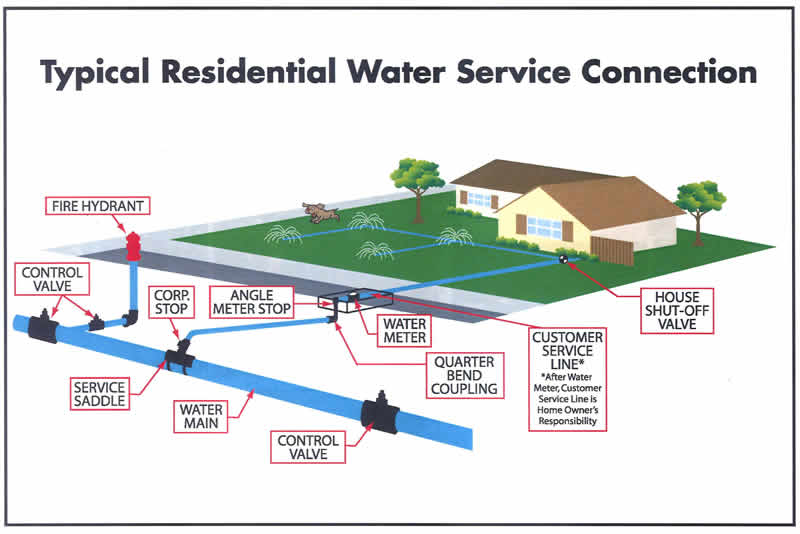 Typical Residential Water Service Connection
FIRE HYDRANT
CONTROL
VALVE
CORP.
STOP
ANGLE
METER STOP
WATER
METER
CUSTOMER
SERVICE
LINE*
*After Water
Meter, Customer
Service Line is
Home Owner's
Responsibility
HOUSE
SHUT-OFF
VALVE
QUARTER
BEND
COUPLING
SERVICE
SADDLE
WATER
MAIN
CONTROL
VALVE